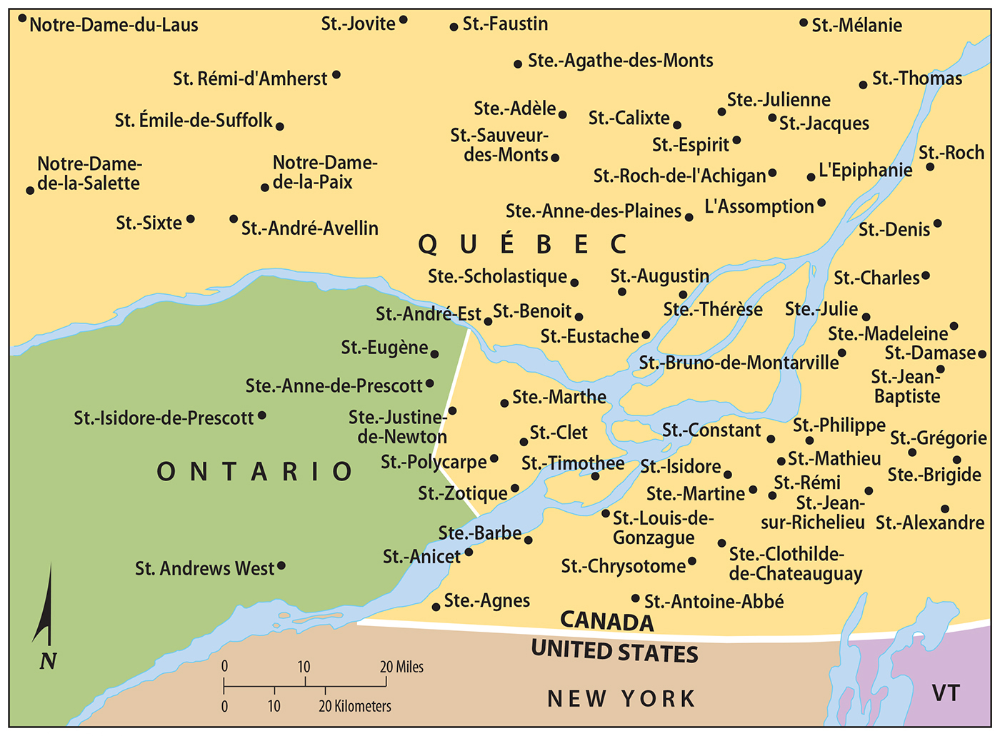 Notre-Dame-du-Laus
St.-Jovite
St.-Faustin
St.-Mélanie
Ste.-Agathe-des-Monts
St. Rémi-d'Amherst
St.-Thomas
Ste.-Julienne
Ste.-Adèle
St.-Calixte
St.-Jacques
St. Émile-de-Suffolk
St.-Sauveur-
des-Monts
St.-Espirit
St.-Roch
Notre-Dame-
de-la-Salette
Notre-Dame-
de-la-Paix
St.-Roch-de-l'Achigan
L'Epiphanie
Ste.-Anne-des-Plaines
L'Assomption
St.-Sixte
St.-André-Avellin
St.-Denis
QUÉBEC
Ste.-Scholastique
St.-Augustin
St.-Charles
St.-André-Est
St.-Benoit
Ste.-Thérèse
Ste.-Julie
St.-Eustache
Ste.-Madeleine
St.-Eugène
St.-Damase
St.-Bruno-de-Montarville
St.-Jean-
Baptiste
Ste.-Anne-de-Prescott
Ste.-Marthe
St.-Isidore-de-Prescott
Ste.-Justine-
de-Newton
St.-Clet
St.-Constant
St.-Philippe
St.-Grégorie
St.-Polycarpe
St.-Timothee
St.-Isidore
St.-Mathieu
Ste.-Brigide
ONTARIO
St.-Zotique
Ste.-Martine
St.-Rémi
St.-Jean-
sur-Richelieu
St.-Alexandre
St.-Louis-de-
Gonzague
Ste.-Barbe
St.-Anicet
Ste.-Clothilde-
de-Chateauguay
St. Andrews West
St.-Chrysotome
Ste.-Agnes
St.-Antoine-Abbé
CANADA
UNITED STATES
N
0 10 20 Miles
0 10 20 Kilometers
NEW YORK
VT